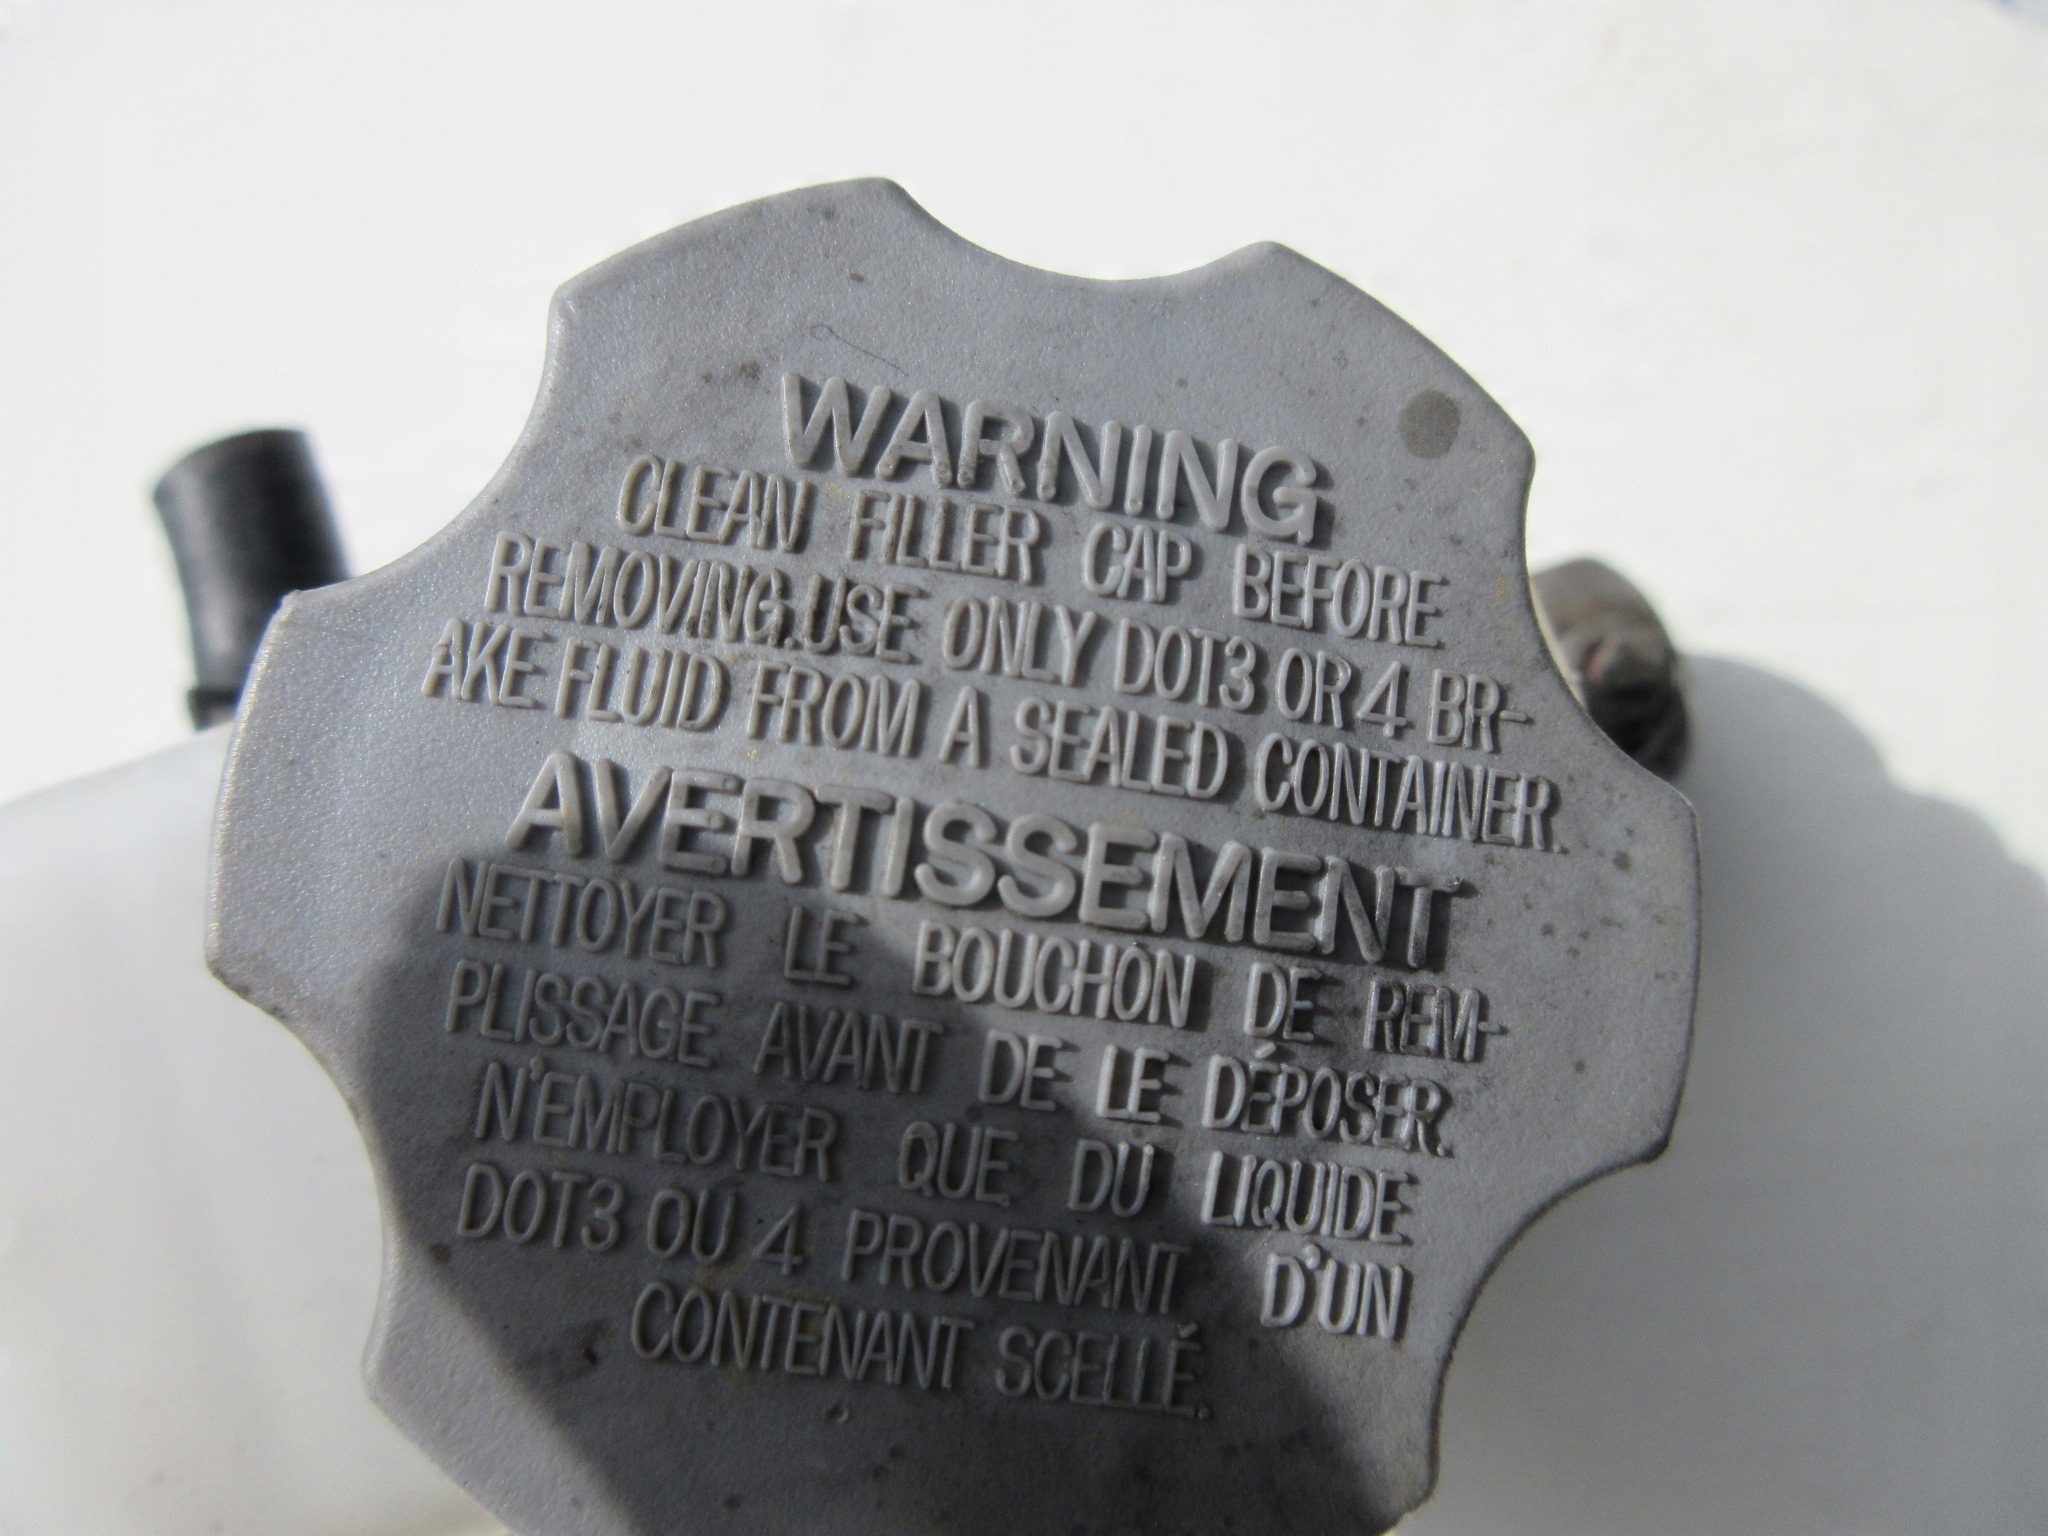 WARNING
CLEAN FILLER CAP BEFORE
REMOVING.USE ONLY DOT3 OR 4 BR-
AKE FLUID FROM A SEALED CONTAINER.
AVERTISSEMENT
NETTOYER LE BOUCHON DE REM-
PLISSAGE AVANT DE LE DÉPOSER.
N'EMPLOYER QUE DU LIQUIDE
DOT3 OU 4 PROVENANT D'UN
CONTENANT SCELLÉ.